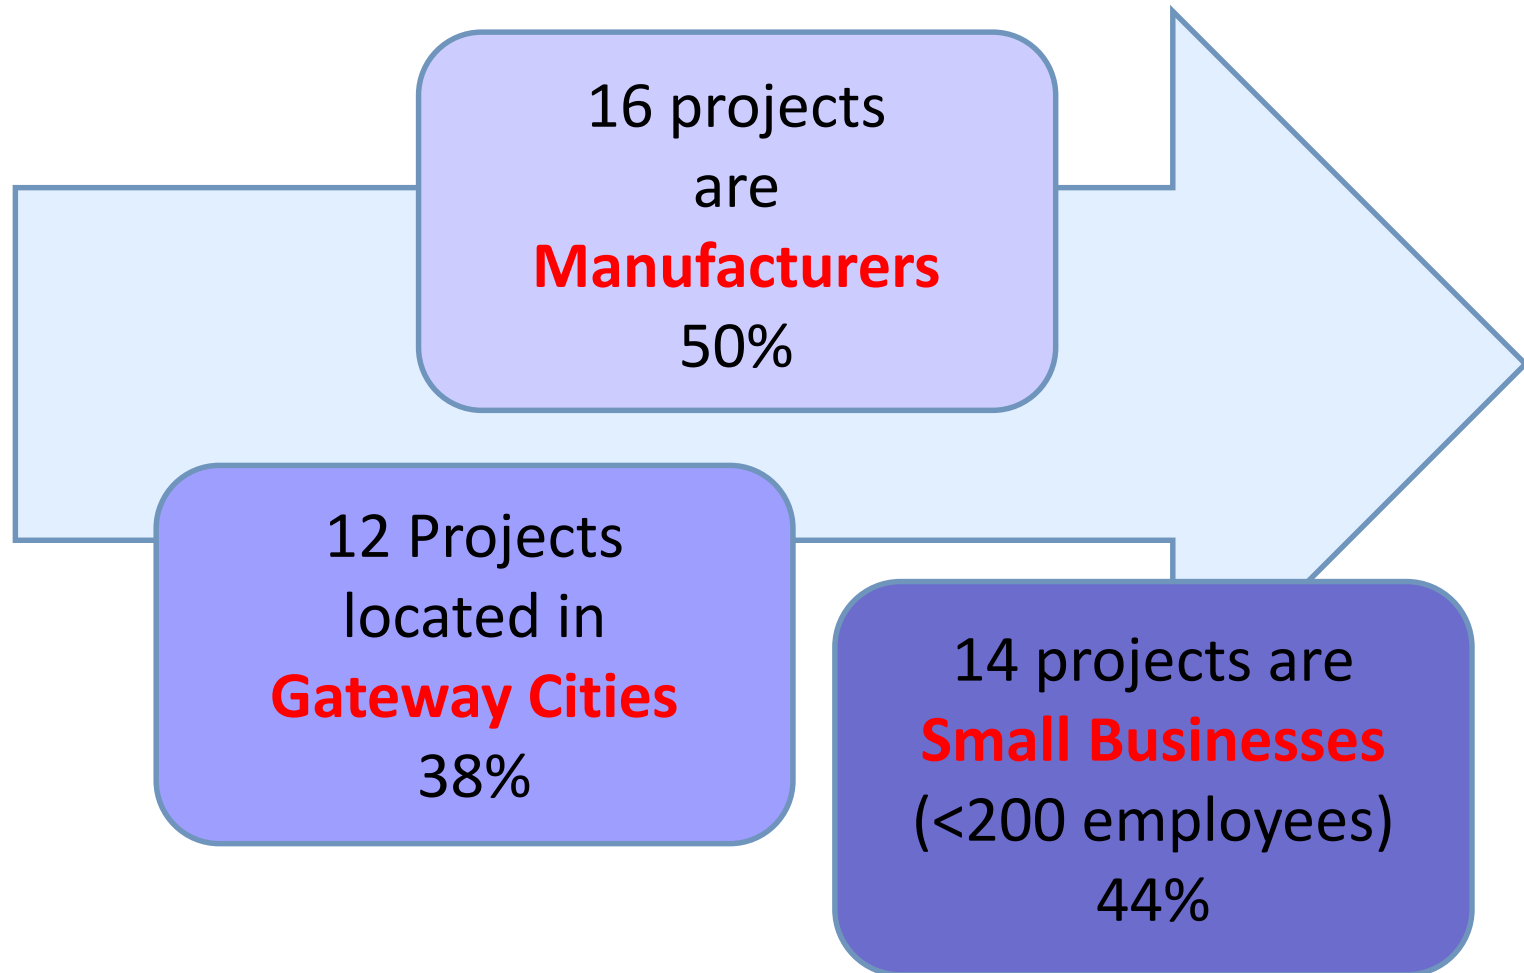 16 projects
are
Manufacturers
50%
12 Projects
located in
Gateway Cities
38%
14 projects are
Small Businesses
(<200 employees)
44%